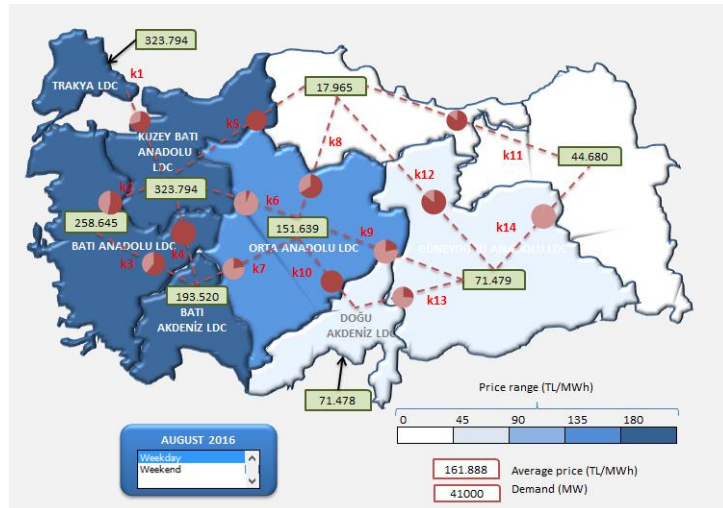 323.794
k1
TRAKYA LDC
17.965
k5
KUZEY BATI
ANADOLU
LDC
k8
k11
44.680
k12
323.794
k6
258.645
151.639
k9
k14
BATI ANADOLU LDC
k4
ORTA ANADOLU LDC
ANADOLU LDC
k3
k7
k10
71.479
193.520
k13
BATI
AKDENİZ LDC
DOĞU
AKDENİZ LDC
71.478
Price range (TL/MWh)
0 45 90 135 180
AUGUST 2016
Weekday
Weekend
161.888 Average price (TL/MWh)
41000 Demand (MW)